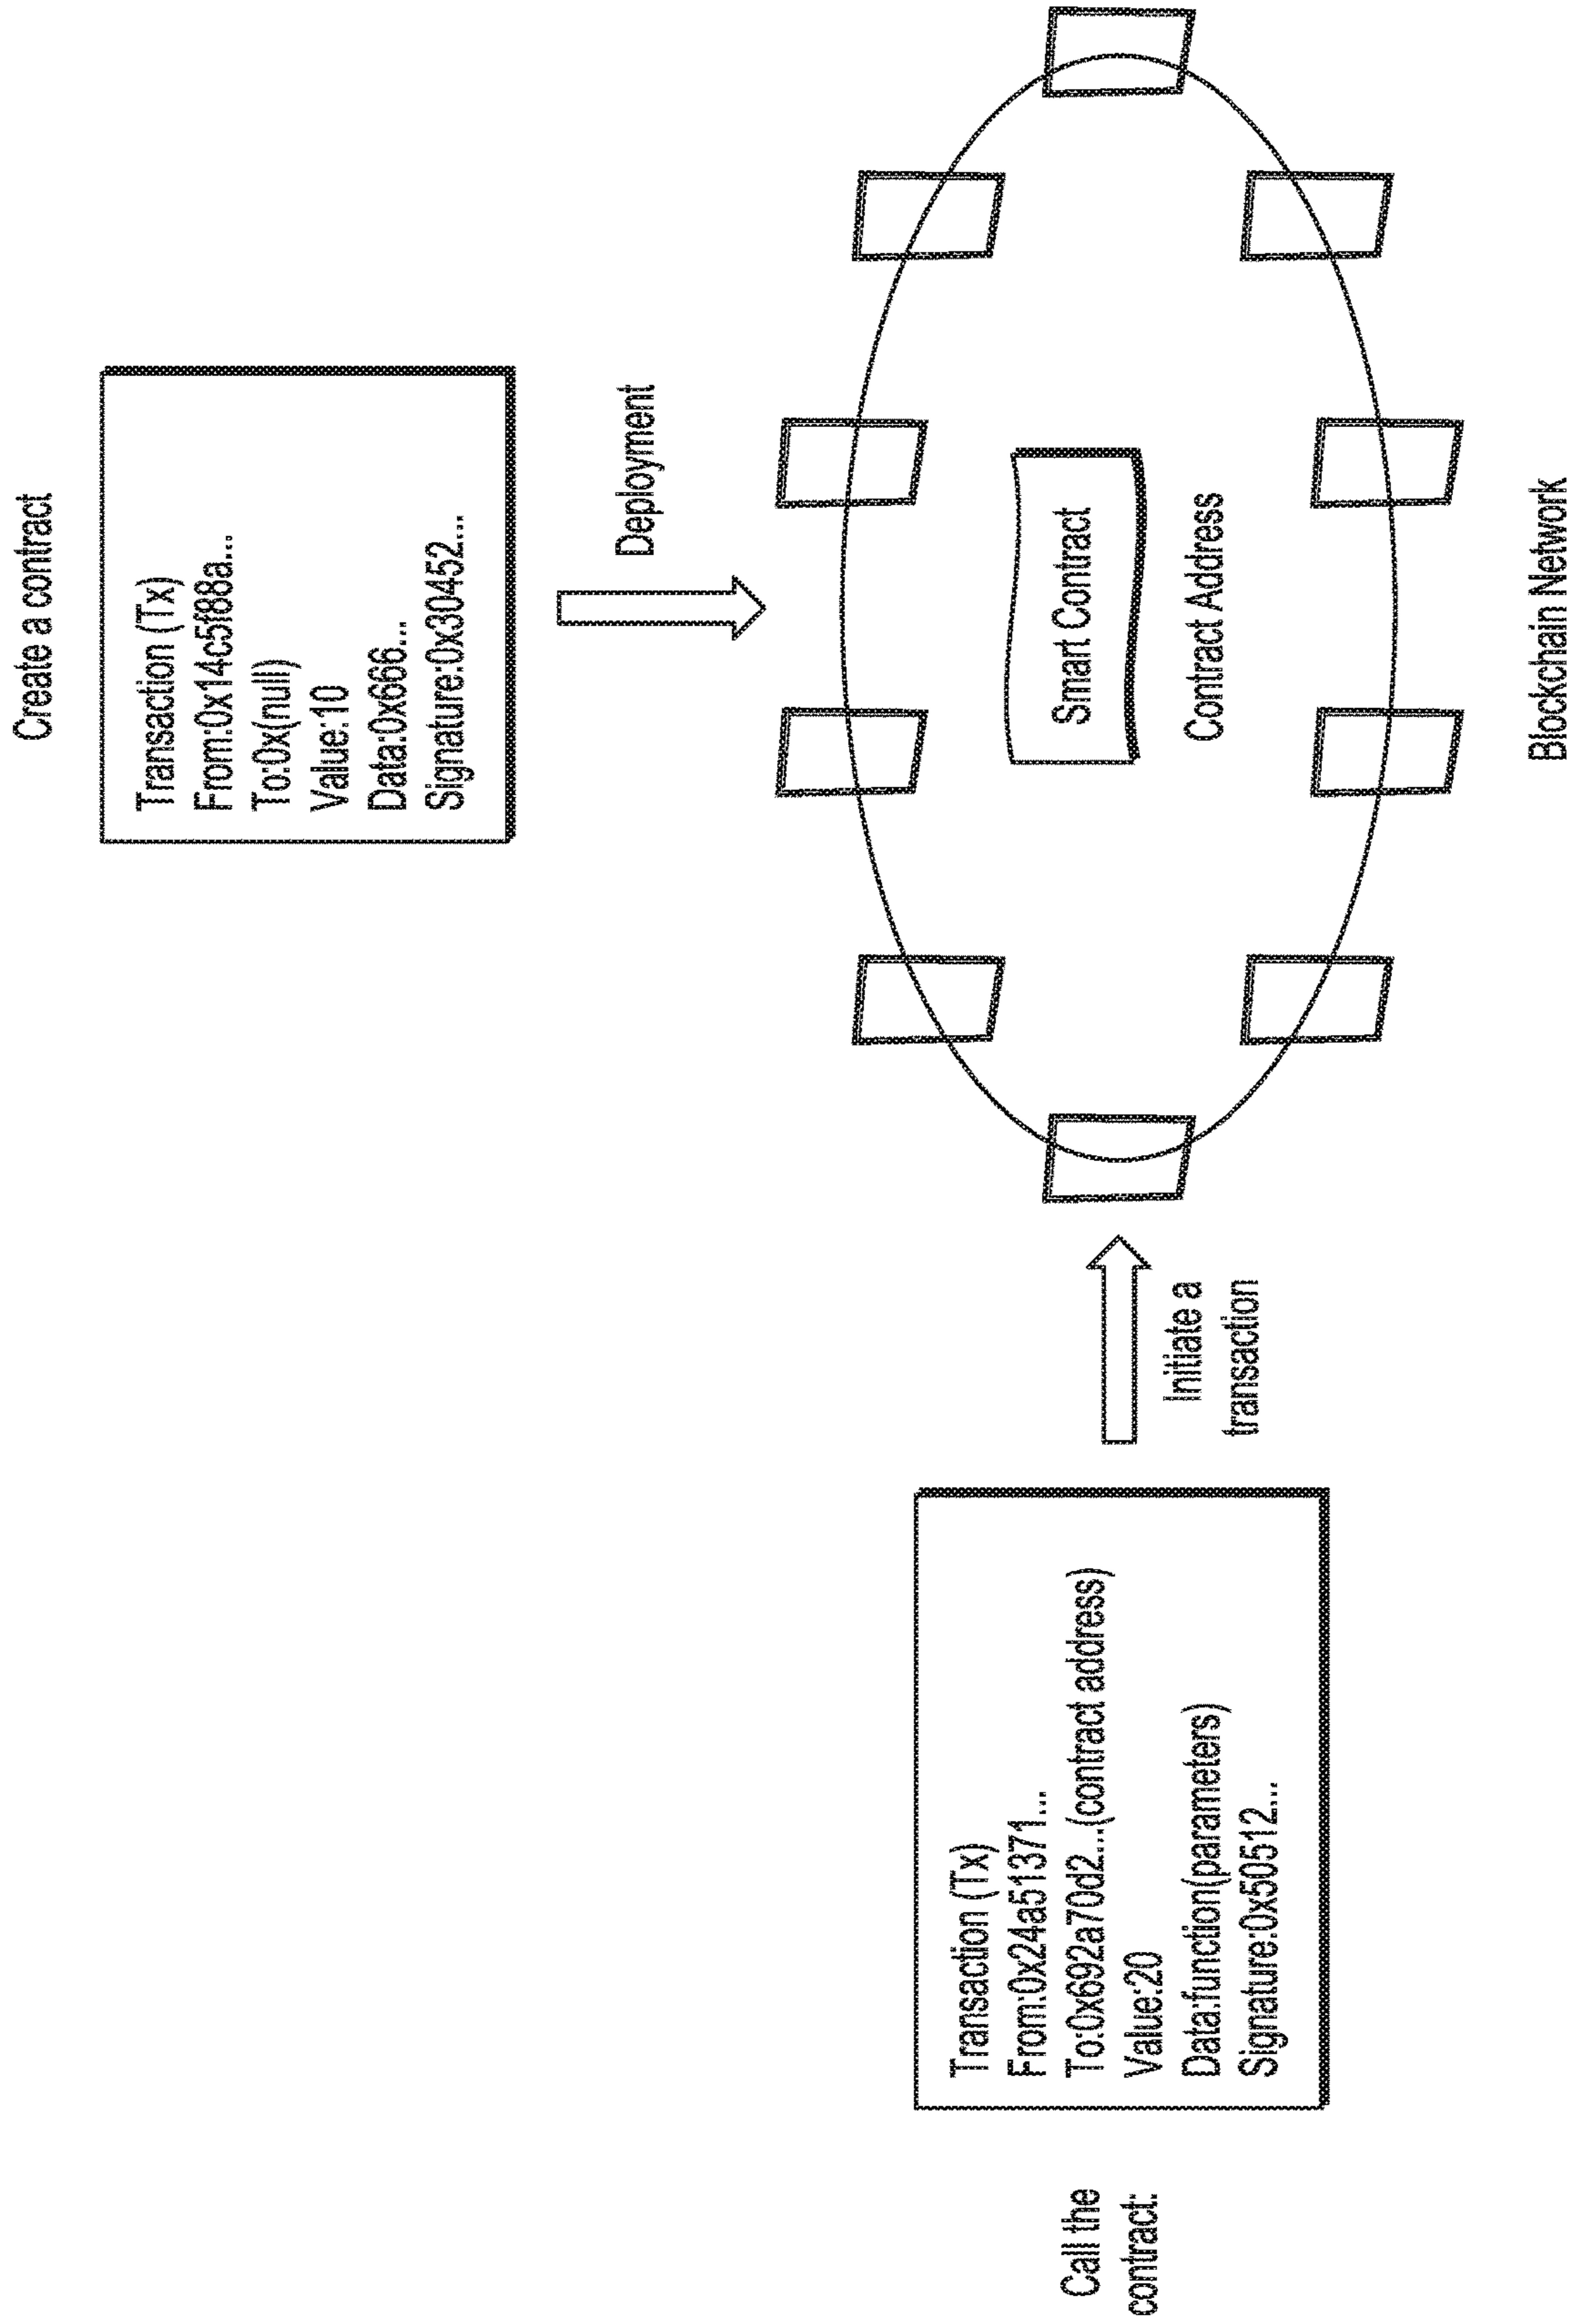 Create a contract
Transaction (Tx)
From:0x14c5f88a...
To:0x(null)
Value:10
Data:0x666...
Signature:0x30452...
Deployment
Call the
contract:
Transaction (Tx)
From:0x24a51371...
To:0x692a70d2...(contract address)
Value:20
Data:function(parameters)
Signature:0x50512...
Initiate a
transaction
Smart Contract
Contract Address
Blockchain Network